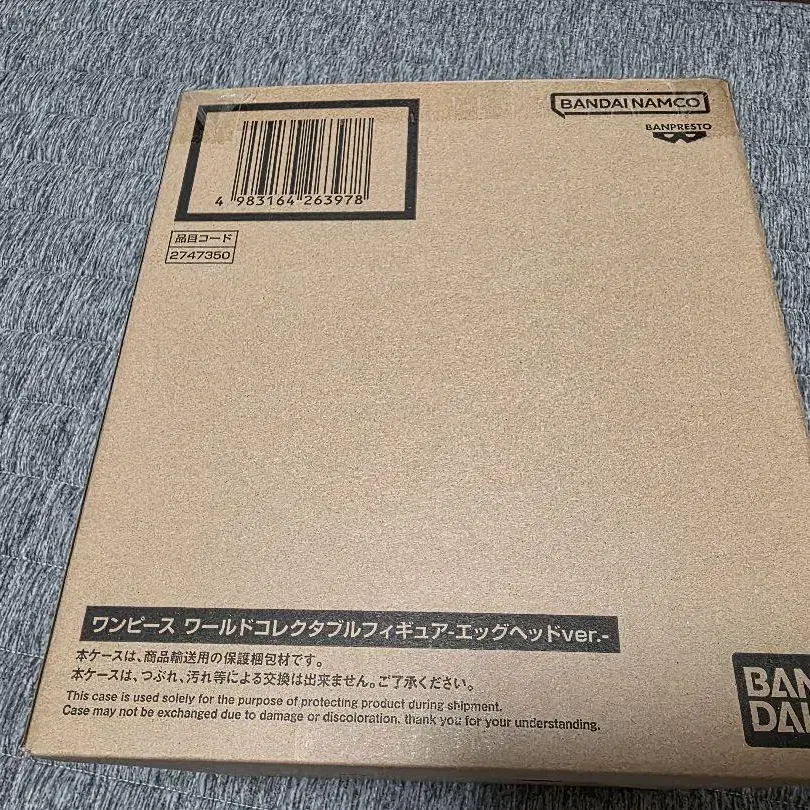 BANDAI NAMCO
BANPRESTO
4 983164 263978
品目コード
2747350
ワンピース ワールドコレクタブルフィギュア-エッグヘッドver.-
本ケースは、商品輸送用の保護梱包材です。
本ケースは、つぶれ、汚れ等による交換は出来ません。ご了承ください。
This case is used solely for the purpose of protecting product during shipment.
Case may not be exchanged due to damage or discoloration. thank you for your understanding.
BAN
DAI